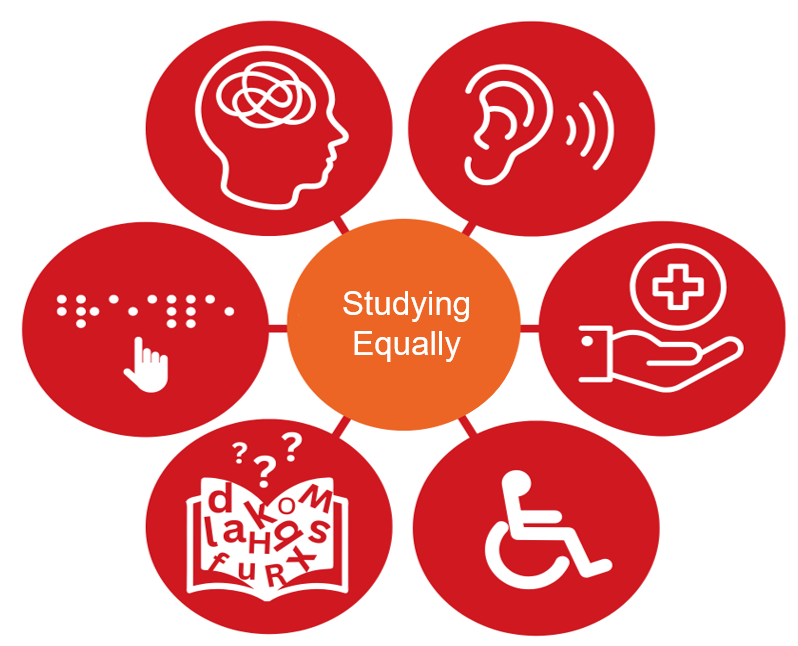 Studying
Equally
? ? ?
d k O M
l a H q s
f u R X